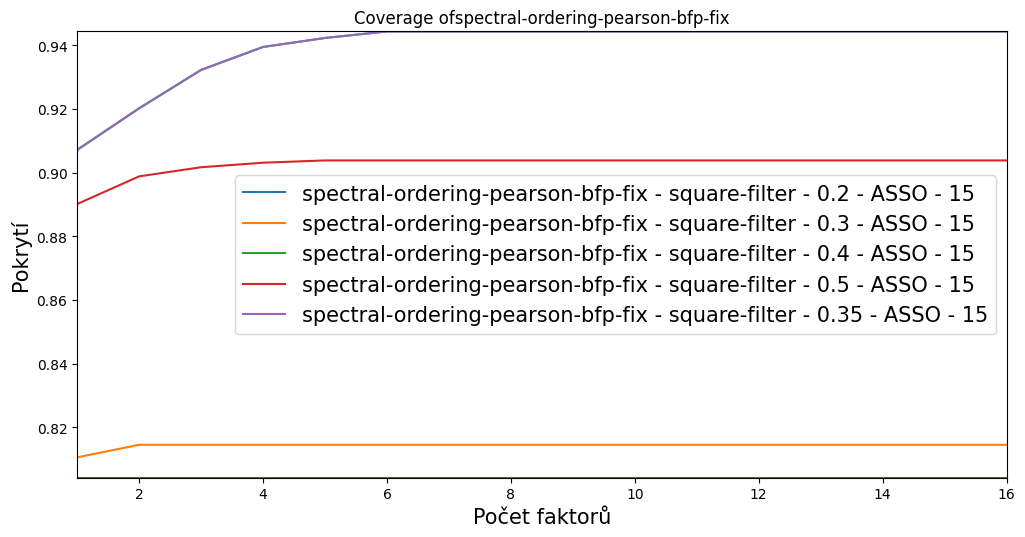 Coverage ofspectral-ordering-pearson-bfp-fix
0.94
0.92
0.90
0.88
0.86
0.84
0.82
Pokrytí
spectral-ordering-pearson-bfp-fix - square-filter - 0.2 - ASSO - 15
spectral-ordering-pearson-bfp-fix - square-filter - 0.3 - ASSO - 15
spectral-ordering-pearson-bfp-fix - square-filter - 0.4 - ASSO - 15
spectral-ordering-pearson-bfp-fix - square-filter - 0.5 - ASSO - 15
spectral-ordering-pearson-bfp-fix - square-filter - 0.35 - ASSO - 15
2 4 6 8 10 12 14 16
Počet faktorů